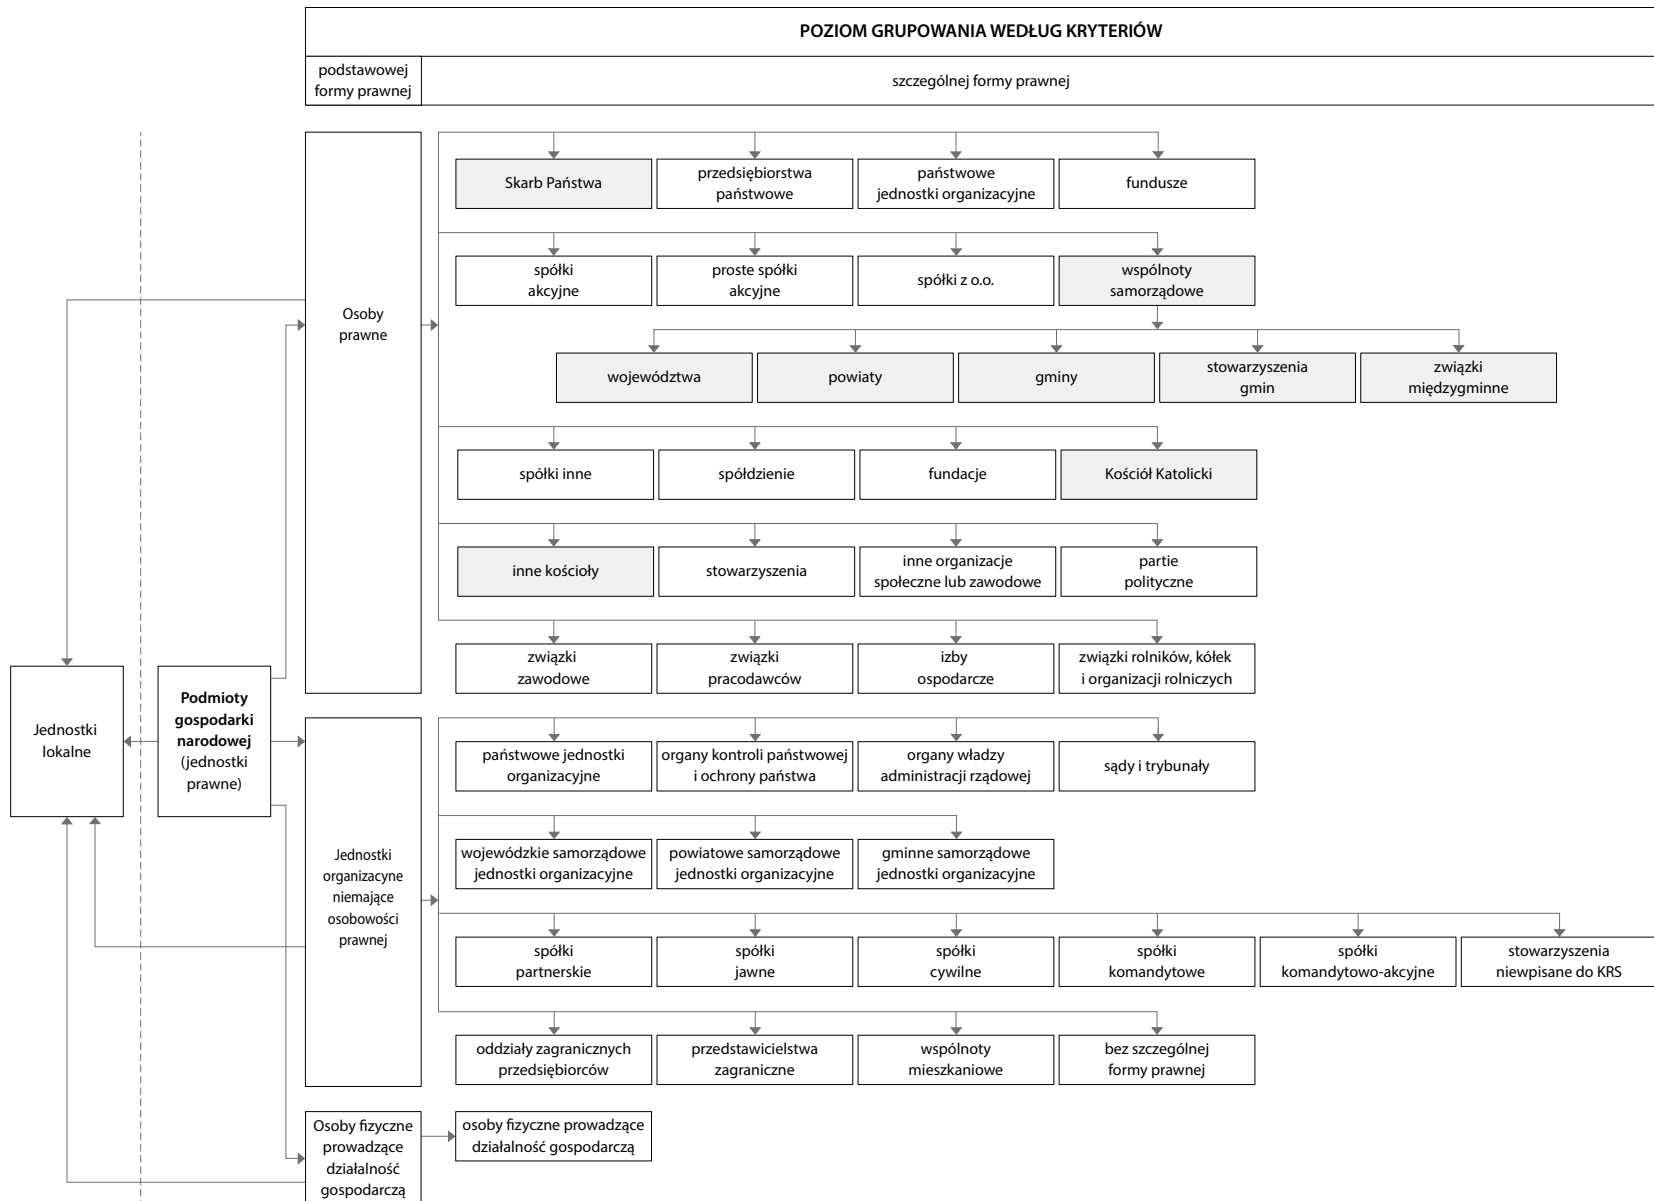 POZIOM GRUPOWANIA WEDŁUG KRYTERIÓW
podstawowej
formy prawnej
szczególnej formy prawnej
Osoby
prawne
Skarb Państwa
przedsiębiorstwa
państwowe
państwowe
jednostki organizacyjne
fundusze
spółki
akcyjne
proste spółki
akcyjne
spółki z o.o.
wspólnoty
samorządowe
województwa
powiaty
gminy
stowarzyszenia
gmin
związki
międzygminne
spółki inne
spółdzienie
fundacje
Kościół Katolicki
inne kościoły
stowarzyszenia
inne organizacje
społeczne lub zawodowe
partie
polityczne
związki
zawodowe
związki
pracodawców
izby
ospodarcze
związki rolników, kółek
i organizacji rolniczych
Jednostki
lokalne
Podmioty
gospodarki
narodowej
(jednostki
prawne)
Jednostki
organizacyne
niemające
osobowości
prawnej
państwowe jednostki
organizacyjne
organy kontroli państwowej
i ochrony państwa
organy władzy
administracji rządowej
sądy i trybunały
wojewódzkie samorządowe
jednostki organizacyjne
powiatowe samorządowe
jednostki organizacyjne
gminne samorządowe
jednostki organizacyjne
spółki
partnerskie
spółki
jawne
spółki
cywilne
spółki
komandytowe
spółki
komandytowo-akcyjne
stowarzyszenia
niewpisane do KRS
oddziały zagranicznych
przedsiębiorców
przedstawicielstwa
zagraniczne
wspólnoty
mieszkaniowe
bez szczególnej
formy prawnej
Osoby fizyczne
prowadzące
działalność
gospodarczą
osoby fizyczne prowadzące
działalność gospodarczą